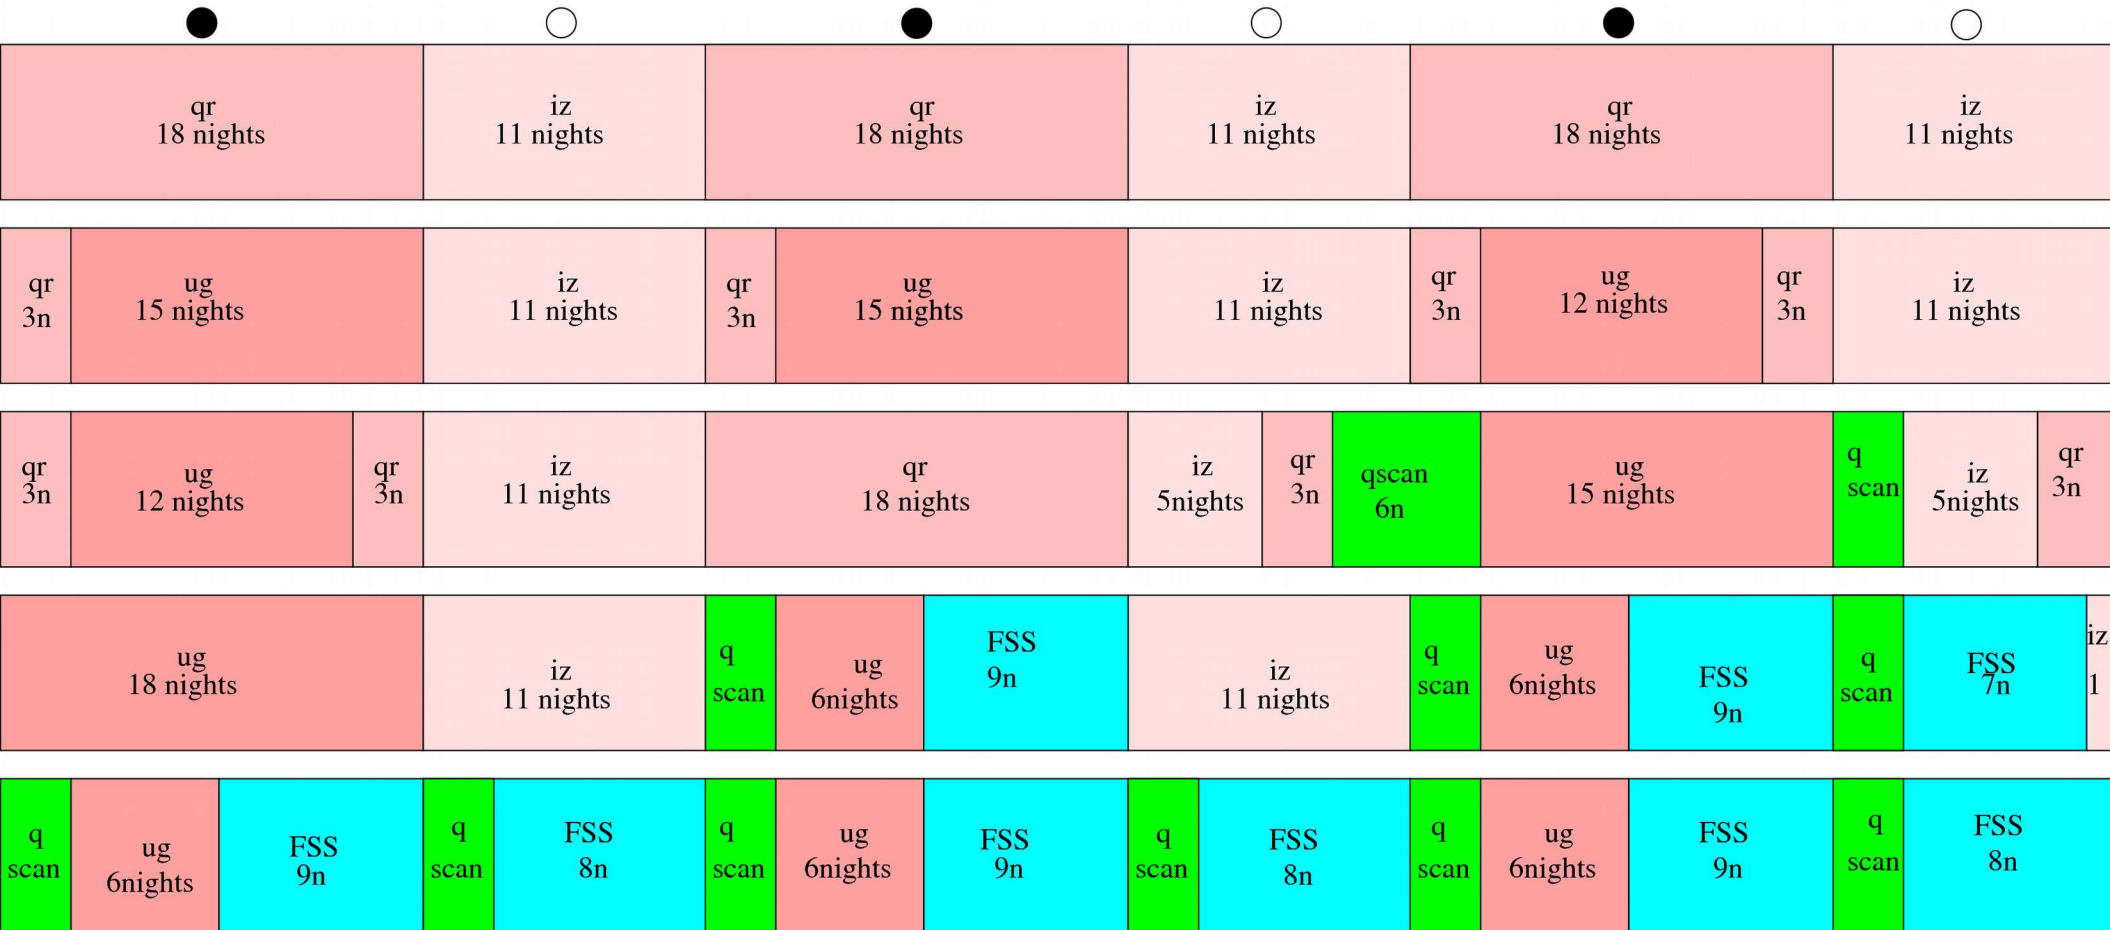 qr
18 nights
iz
11 nights
qr
18 nights
iz
11 nights
qr
18 nights
iz
11 nights
qr
3n
ug
15 nights
iz
11 nights
qr
3n
ug
15 nights
iz
11 nights
qr
3n
ug
12 nights
qr
3n
iz
11 nights
qr
3n
ug
12 nights
qr
3n
iz
11 nights
qr
18 nights
iz
5nights
qr
3n
qscan
6n
ug
15 nights
q
scan
iz
5nights
qr
3n
ug
18 nights
iz
11 nights
q
scan
ug
6nights
FSS
9n
iz
11 nights
q
scan
ug
6nights
FSS
9n
q
scan
FSS
7n
iz
1
q
scan
ug
6nights
FSS
9n
q
scan
FSS
8n
q
scan
ug
6nights
FSS
9n
q
scan
FSS
8n
q
scan
ug
6nights
FSS
9n
q
scan
FSS
8n